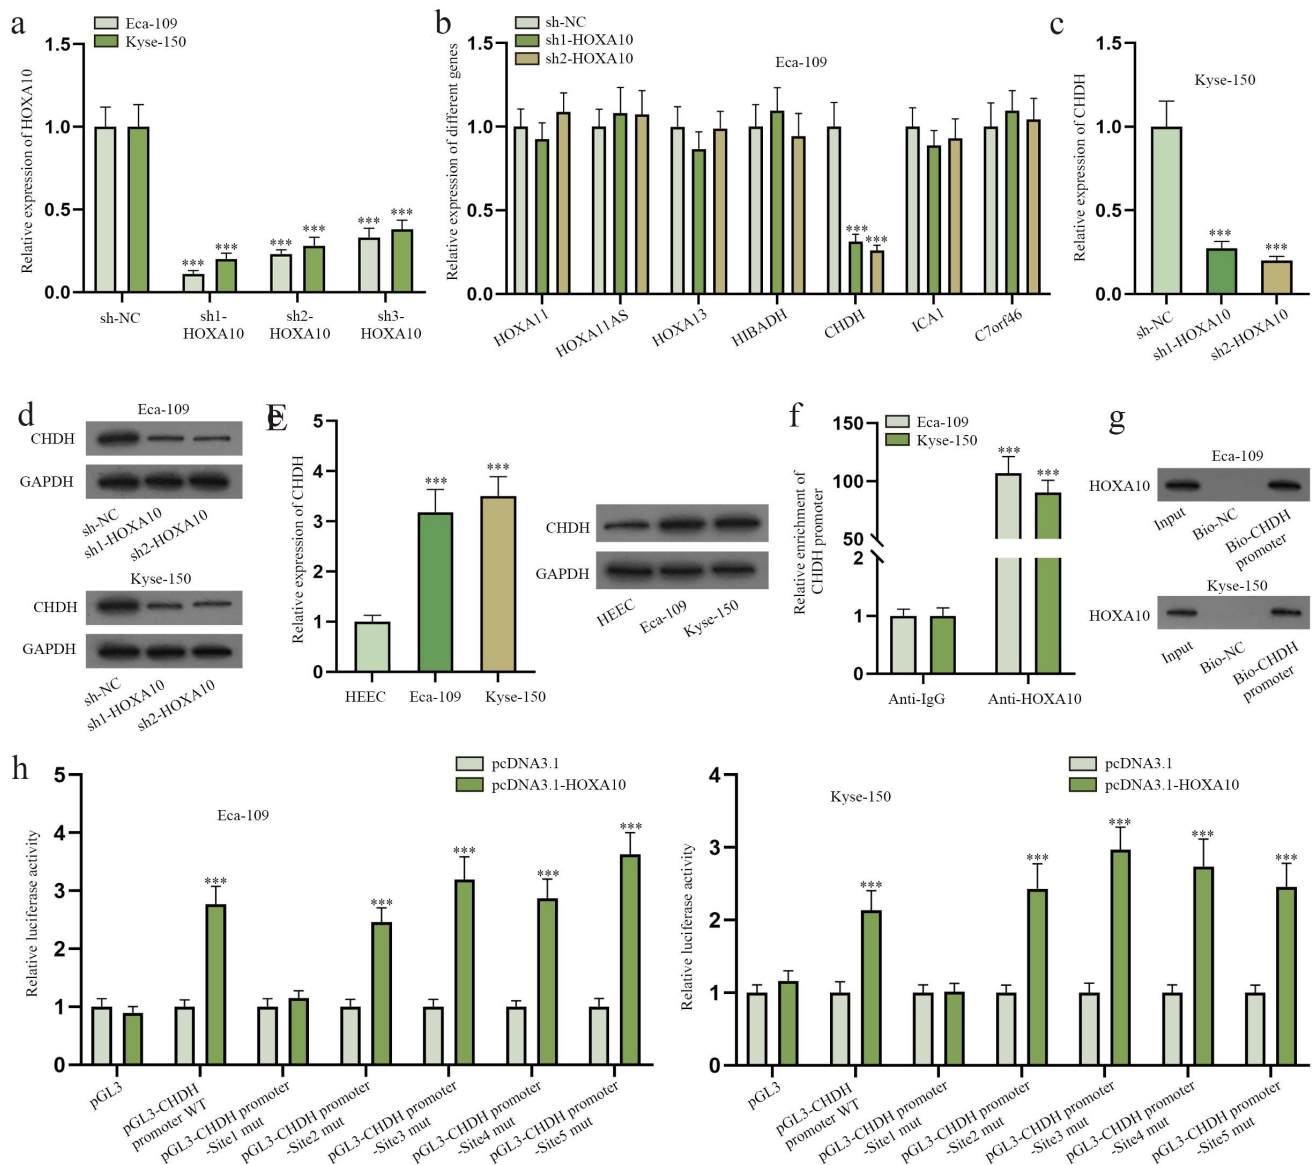 a
Eca-109
Kyse-150
Relative expression of HOXA10
1.5
1.0
0.5
0.0
***
***
***
***
***
***
sh-NC
sh1-
HOXA10
sh2-
HOXA10
sh3-
HOXA10
b
sh-NC
sh1-HOXA10
sh2-HOXA10
Eca-109
Relative expression of different genes
1.5
1.0
0.5
0.0
***
***
HOXA11
HOXA11AS
HOXA13
HIBADH
CHDH
ICA1
C7orf46
c
Kyse-150
Relative expression of CHDH
1.5
1.0
0.5
0.0
***
***
sh-NC
sh1-HOXA10
sh2-HOXA10
d
Eca-109
CHDH
GAPDH
sh-NC
sh1-HOXA10
sh2-HOXA10
Kyse-150
CHDH
GAPDH
sh-NC
sh1-HOXA10
sh2-HOXA10
e
Relative expression of CHDH
5
4
3
2
1
0
***
***
HEEC
Eca-109
Kyse-150
CHDH
GAPDH
HEEC
Eca-109
Kyse-150
f
Eca-109
Kyse-150
Relative enrichment of
CHDH promoter
150
100
50
2
1
0
***
***
Anti-IgG
Anti-HOXA10
g
Eca-109
HOXA10
Input
Bio-NC
Bio-CHDH
promoter
Kyse-150
HOXA10
Input
Bio-NC
Bio-CHDH
promoter
h
pcDNA3.1
pcDNA3.1-HOXA10
Eca-109
Relative luciferase activity
5
4
3
2
1
0
***
***
***
***
***
pGL3
pGL3-CHDH
promoter WT
pGL3-CHDH promoter
-Site1 mut
pGL3-CHDH promoter
-Site2 mut
pGL3-CHDH promoter
-Site3 mut
pGL3-CHDH promoter
-Site4 mut
pGL3-CHDH promoter
-Site5 mut
pcDNA3.1
pcDNA3.1-HOXA10
Kyse-150
Relative luciferase activity
4
3
2
1
0
***
***
***
***
***
pGL3
pGL3-CHDH
promoter WT
pGL3-CHDH promoter
-Site1 mut
pGL3-CHDH promoter
-Site2 mut
pGL3-CHDH promoter
-Site3 mut
pGL3-CHDH promoter
-Site4 mut
pGL3-CHDH promoter
-Site5 mut